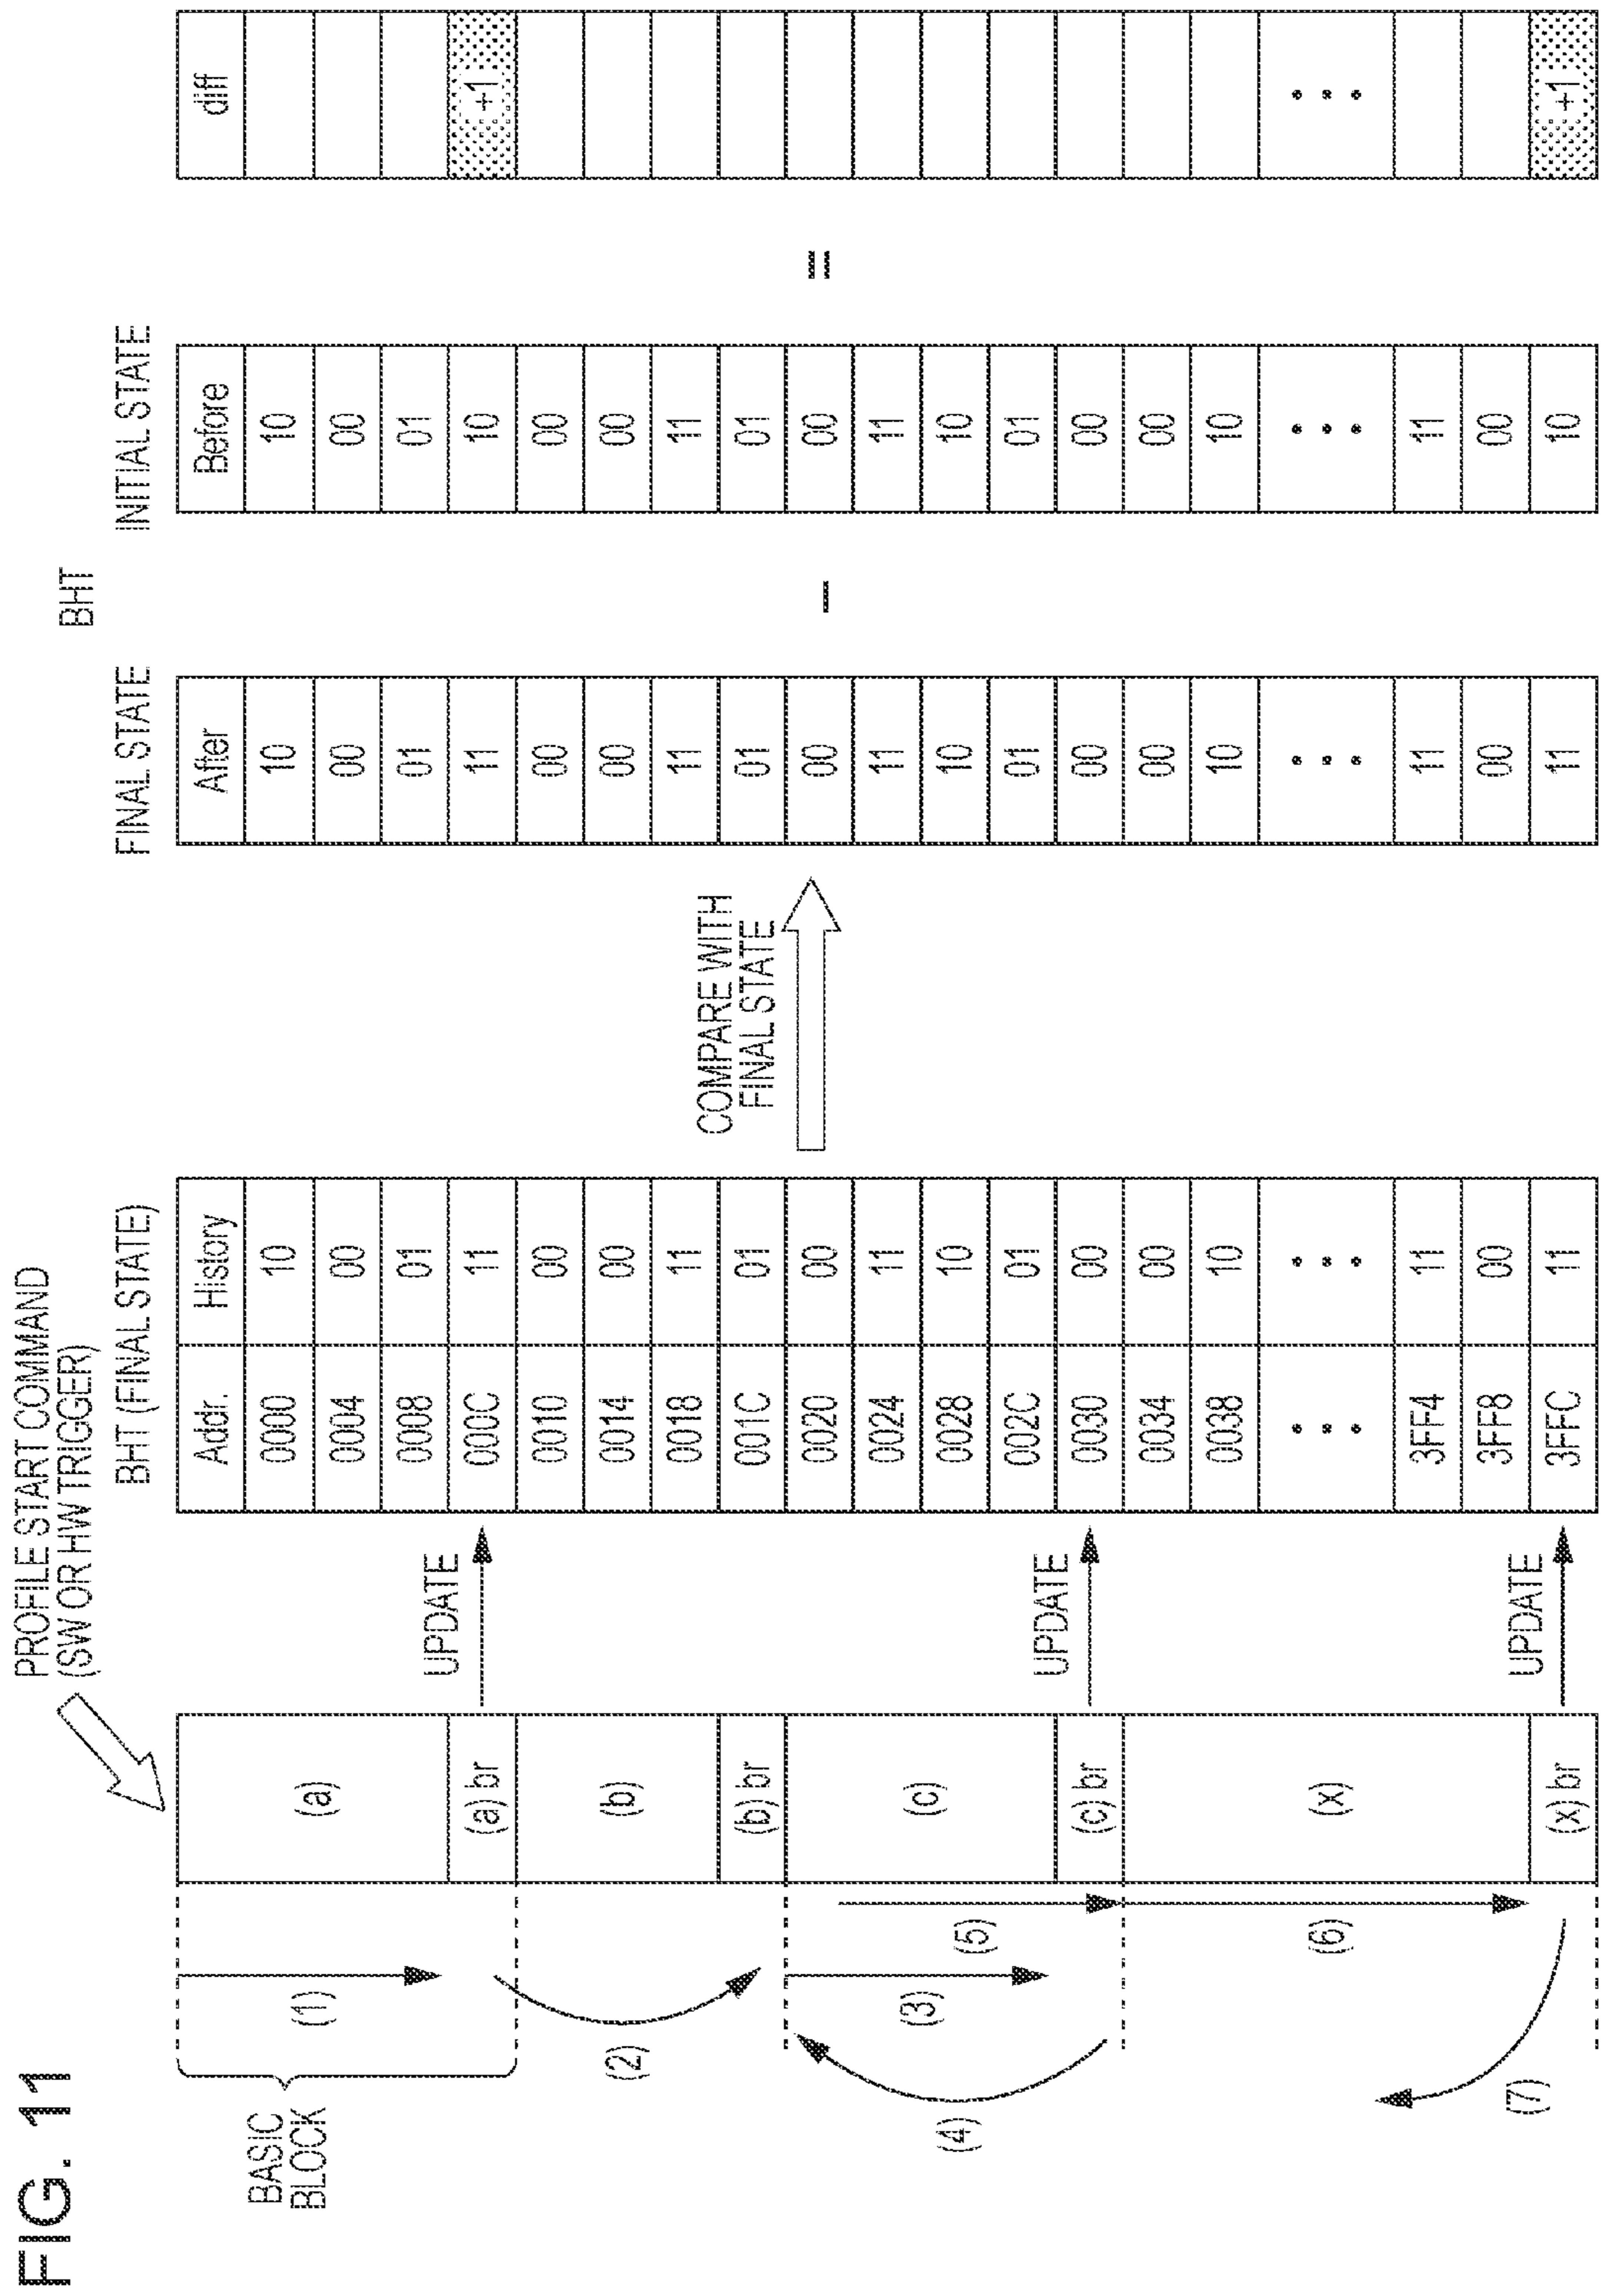 FIG. 11
PROFILE START COMMAND
(SW OR HW TRIGGER)
BASIC
BLOCK
(1)
(2)
(3)
(4)
(5)
(6)
(7)
(a)
(a) br
(b)
(b) br
(c)
(c) br
(x)
(x) br
UPDATE
UPDATE
UPDATE
BHT (FINAL STATE)
Addr. History
0000 10
0004 00
0008 01
000C 11
0010 00
0014 00
0018 11
001C 01
0020 00
0024 11
0028 10
002C 01
0030 00
0034 00
0038 10
••• •••
3FF4 11
3FF8 00
3FFC 11
COMPARE WITH
FINAL STATE
BHT
FINAL STATE
After
10
00
01
11
00
00
11
01
00
11
10
01
00
00
10
•••
11
00
11
–
INITIAL STATE
Before
10
00
01
10
00
00
11
01
00
11
10
01
00
00
10
•••
11
00
10
=
diff
+1
•••
+1